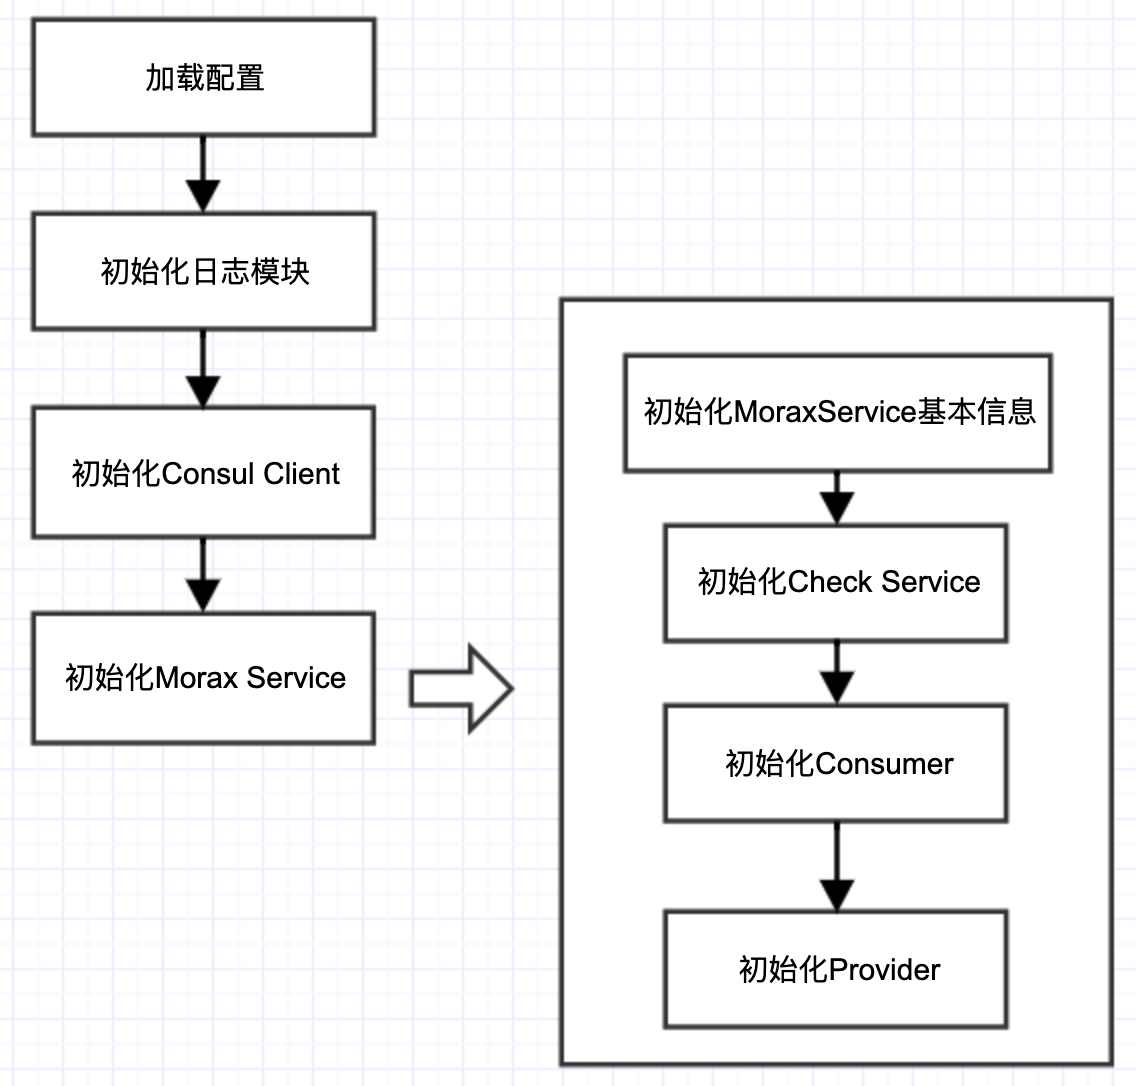 加载配置
初始化日志模块
初始化Consul Client
初始化Morax Service
初始化MoraxService基本信息
初始化Check Service
初始化Consumer
初始化Provider